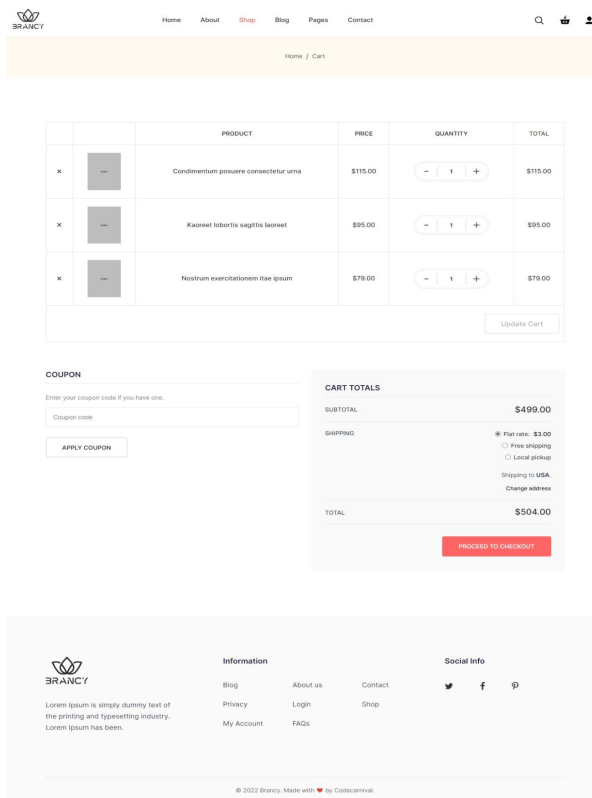 BRANCY
Home About Shop Blog Pages Contact
Home / Cart
PRODUCT PRICE QUANTITY TOTAL
× Condimentum posuere consectetur urna $115.00 - 1 + $115.00
× Kaoreet lobortis sagittis laoreet $95.00 - 1 + $95.00
× Nostrum exercitationem itae ipsum $79.00 - 1 + $79.00
Update Cart
COUPON
Enter your coupon code if you have one.
Coupon code
APPLY COUPON
CART TOTALS
SUBTOTAL $499.00
SHIPPING Flat rate: $3.00
Free shipping
Local pickup
Shipping to USA.
Change address
TOTAL $504.00
PROCEED TO CHECKOUT
BRANCY
Lorem Ipsum is simply dummy text of
the printing and typesetting industry.
Lorem Ipsum has been.
Information
Blog About us Contact
Privacy Login Shop
My Account FAQs
Social Info
© 2022 Brancy. Made with ❤ by Codecarnival.